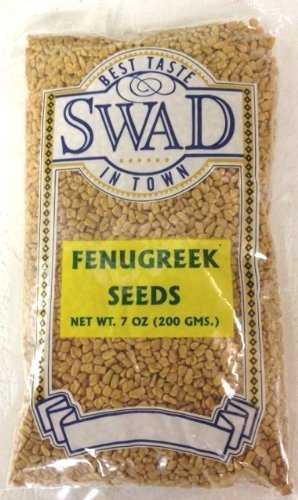 BEST TASTE
SWAD
IN TOWN
FENUGREEK
SEEDS
NET WT. 7 OZ (200 GMS.)